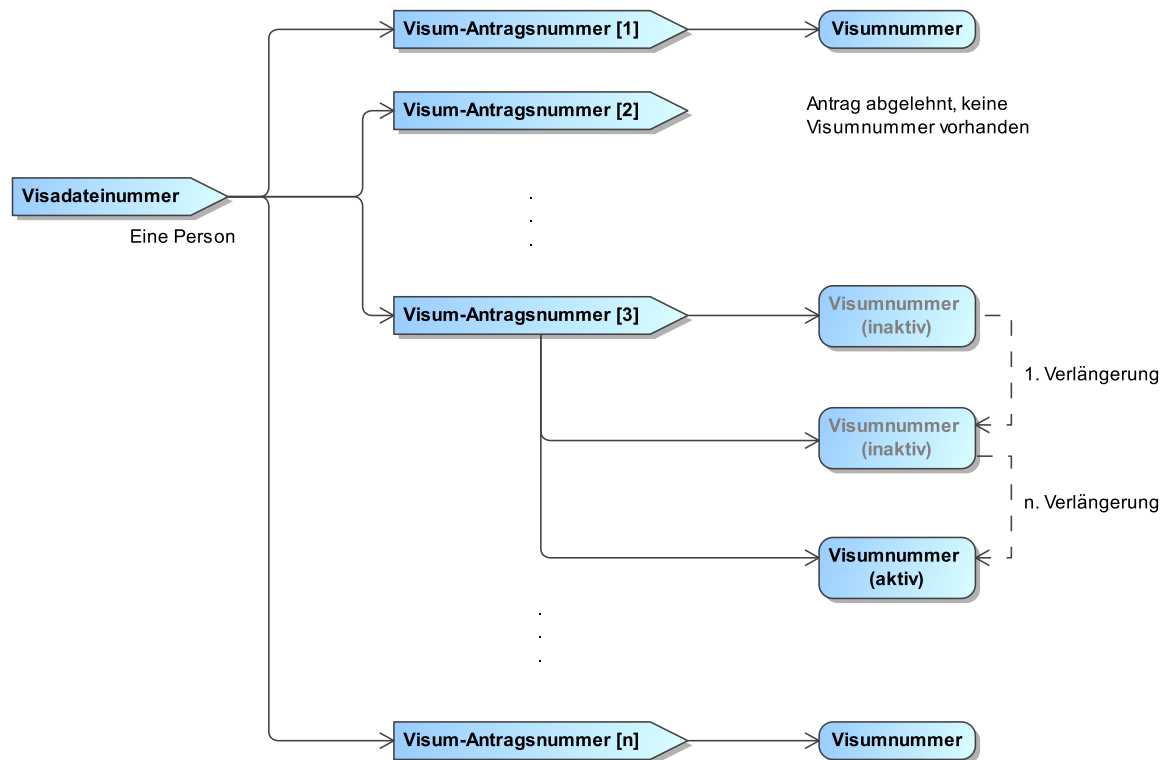 Visum-Antragsnummer [1]
Visumnummer
Visum-Antragsnummer [2]
Antrag abgelehnt, keine
Visumnummer vorhanden
Visadateinummer
Eine Person
.
.
.
Visum-Antragsnummer [3]
Visumnummer
(inaktiv)
1. Verlängerung
Visumnummer
(inaktiv)
n. Verlängerung
Visumnummer
(aktiv)
.
.
.
Visum-Antragsnummer [n]
Visumnummer